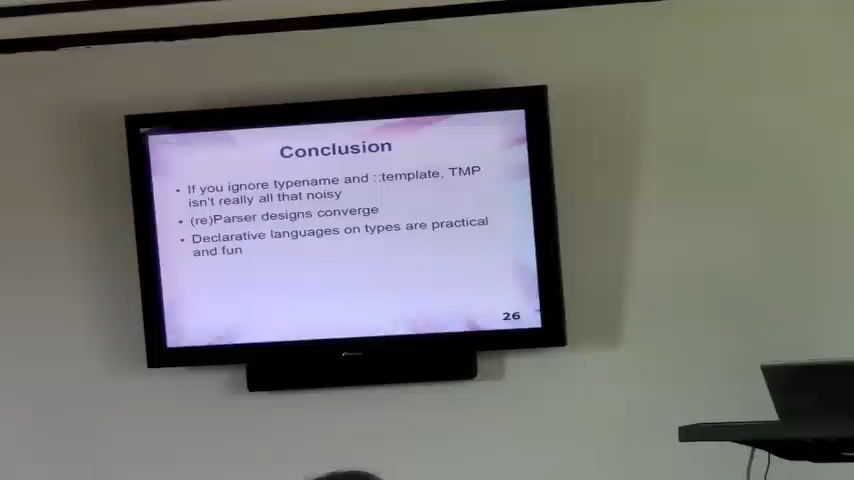 Conclusion
• If you ignore typename and ::template, TMP
isn't really all that noisy
• (re)Parser designs converge
• Declarative languages on types are practical
and fun
26